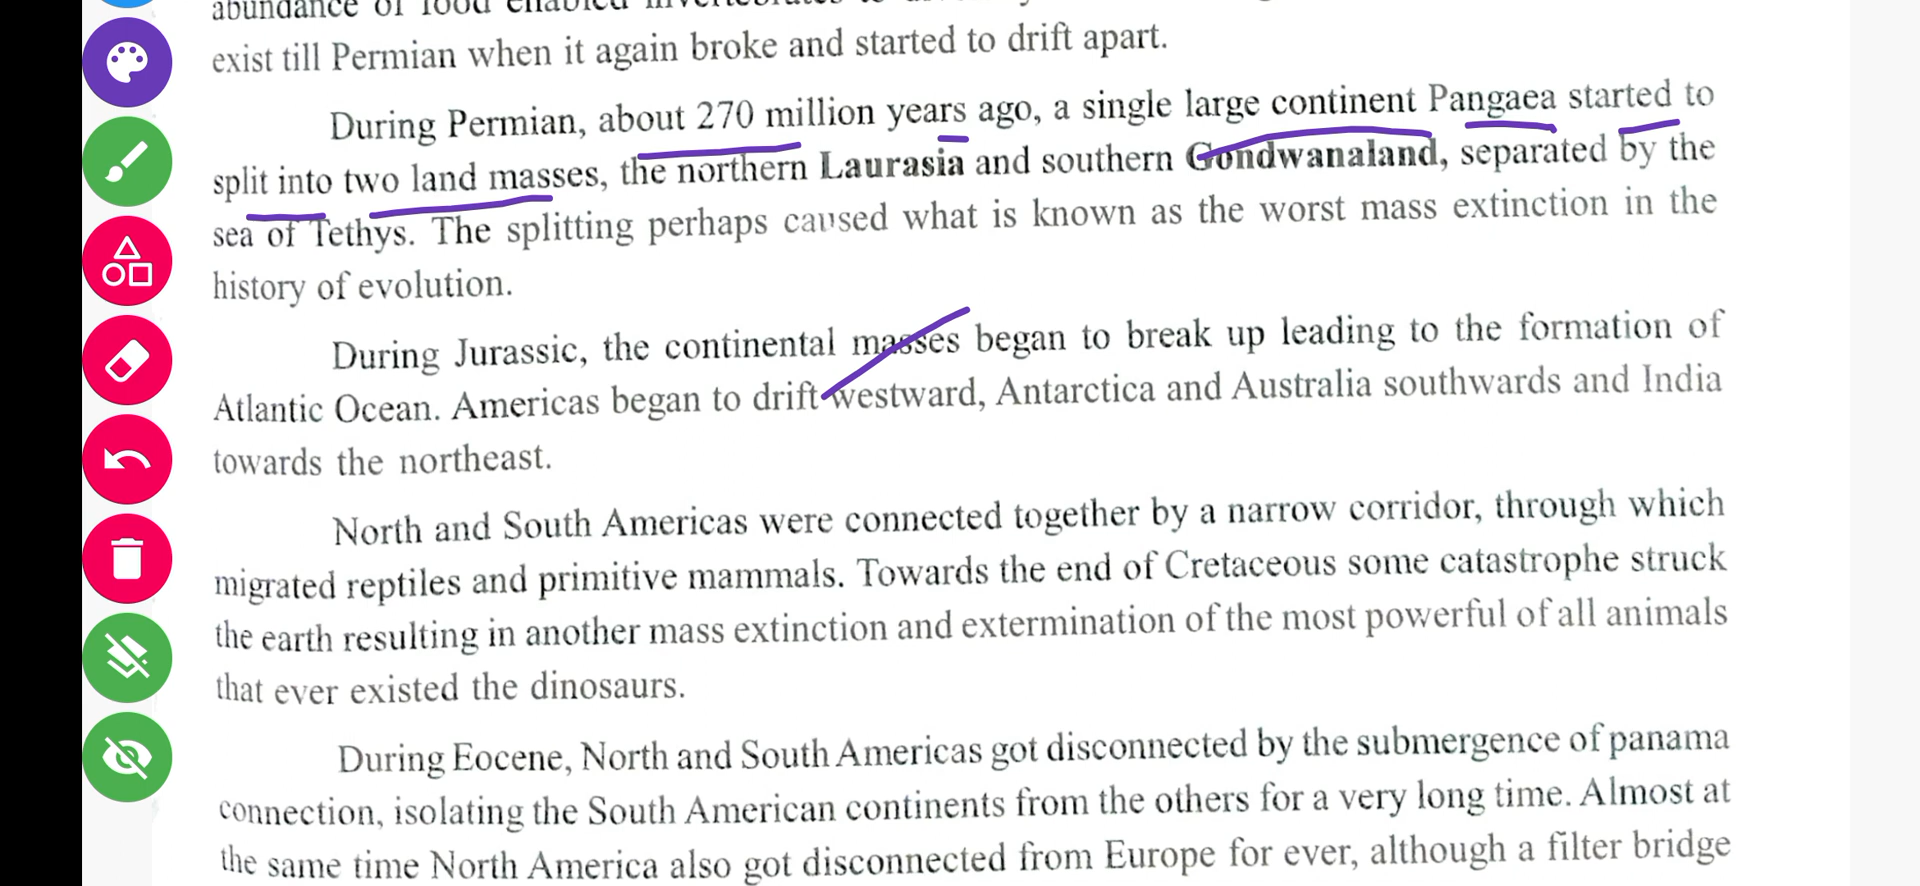 abundance of food enabled invertebrates to
exist till Permian when it again broke and started to drift apart.
During Permian, about 270 million years ago, a single large continent Pangaea started to
split into two land masses, the northern Laurasia and southern Gondwanaland, separated by the
sea of Tethys. The splitting perhaps caused what is known as the worst mass extinction in the
history of evolution.
During Jurassic, the continental masses began to break up leading to the formation of
Atlantic Ocean. Americas began to drift westward, Antarctica and Australia southwards and India
towards the northeast.
North and South Americas were connected together by a narrow corridor, through which
migrated reptiles and primitive mammals. Towards the end of Cretaceous some catastrophe struck
the earth resulting in another mass extinction and extermination of the most powerful of all animals
that ever existed the dinosaurs.
During Eocene, North and South Americas got disconnected by the submergence of panama
connection, isolating the South American continents from the others for a very long time. Almost at
the same time North America also got disconnected from Europe for ever, although a filter bridge